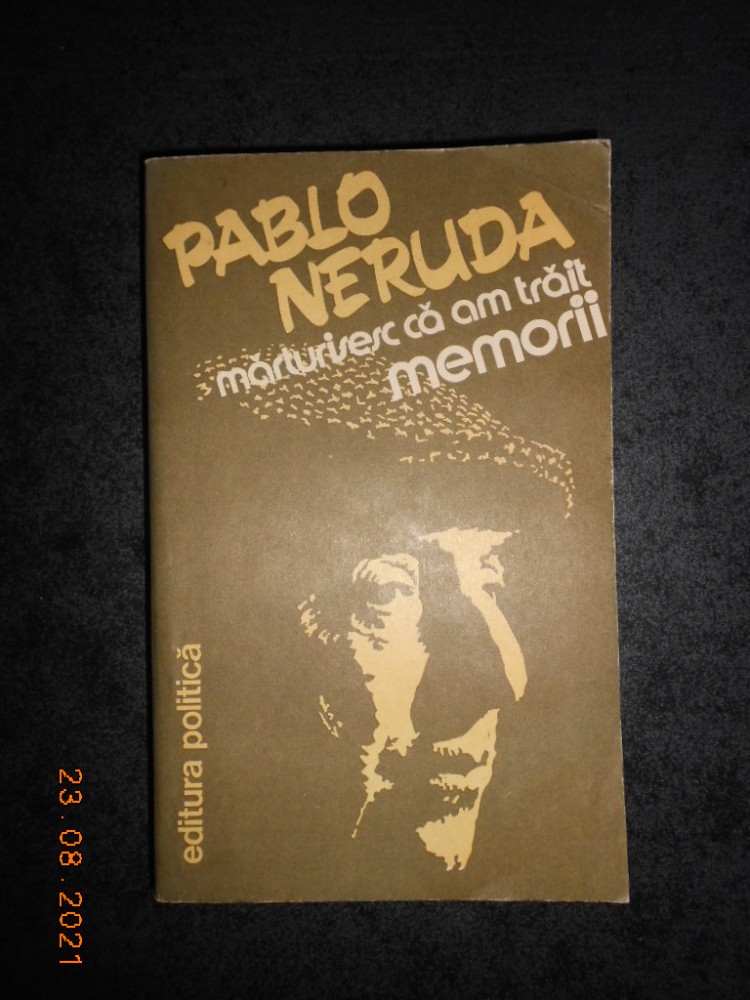 PABLO
NERUDA
mărturisesc că am trăit
memorii
editura politică
23.08.2021